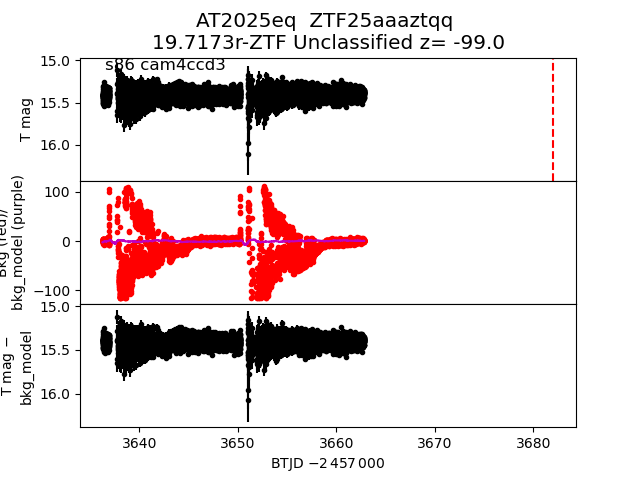 AT2025eq  ZTF25aaaztqq
19.7173r-ZTF Unclassified z= -99.0
s86 cam4ccd3
15.0
15.5
16.0
T mag
100
0
−100
Bkg (red)/
bkg_model (purple)
15.0
15.5
16.0
T mag −
bkg_model
3640 3650 3660 3670 3680
BTJD −2 457 000